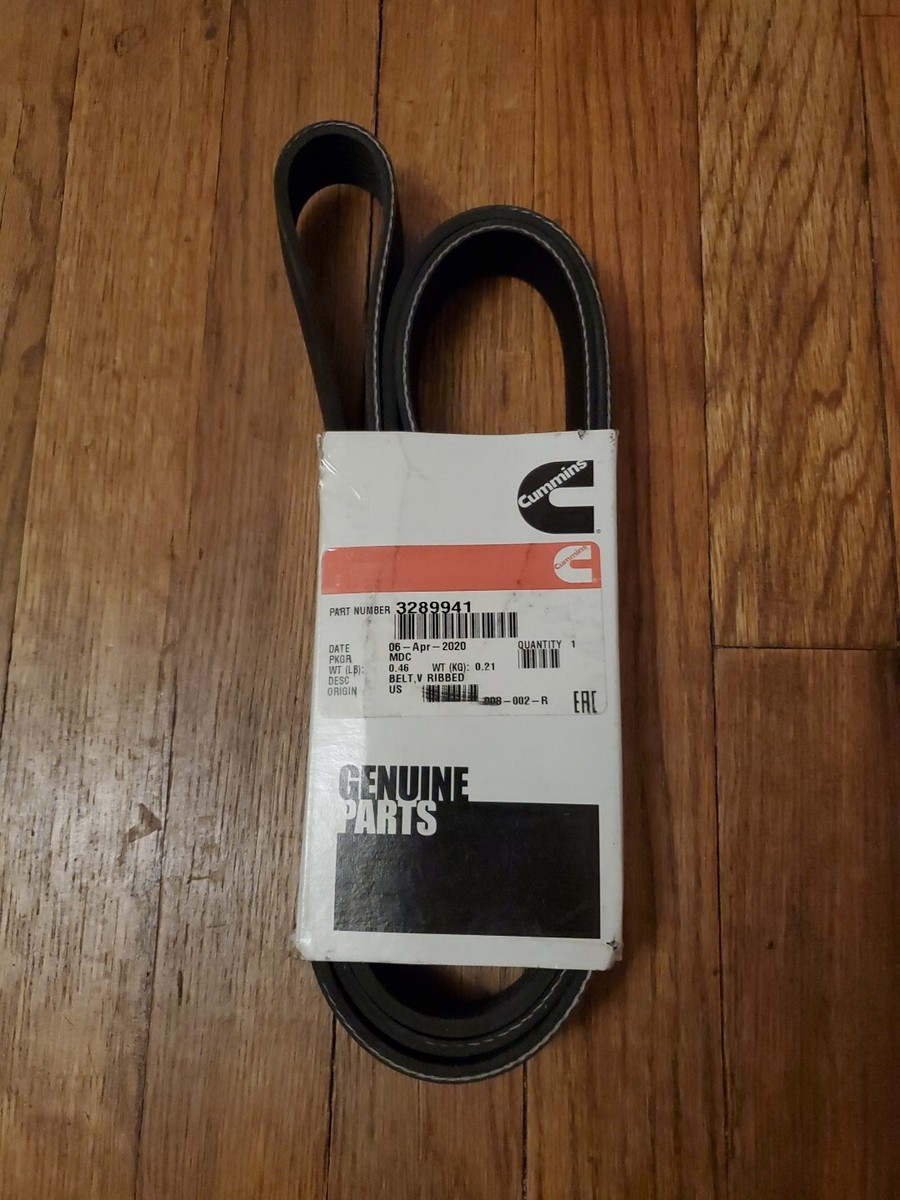 Cummins
Cummins
PART NUMBER 3289941
DATE 06-Apr-2020 QUANTITY 1
PKGR MDC
WT (LB): 0.46 WT (KG): 0.21
DESC BELT,V RIBBED
ORIGIN US
008-002-R
EAC
GENUINE
PARTS